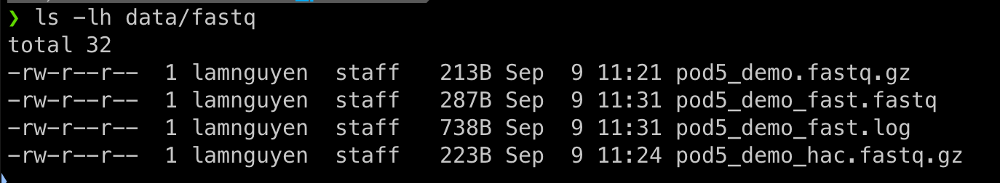 ❯ ls -lh data/fastq
total 32
-rw-r--r--  1 lamnguyen  staff   213B Sep  9 11:21 pod5_demo.fastq.gz
-rw-r--r--  1 lamnguyen  staff   287B Sep  9 11:31 pod5_demo_fast.fastq
-rw-r--r--  1 lamnguyen  staff   738B Sep  9 11:31 pod5_demo_fast.log
-rw-r--r--  1 lamnguyen  staff   223B Sep  9 11:24 pod5_demo_hac.fastq.gz